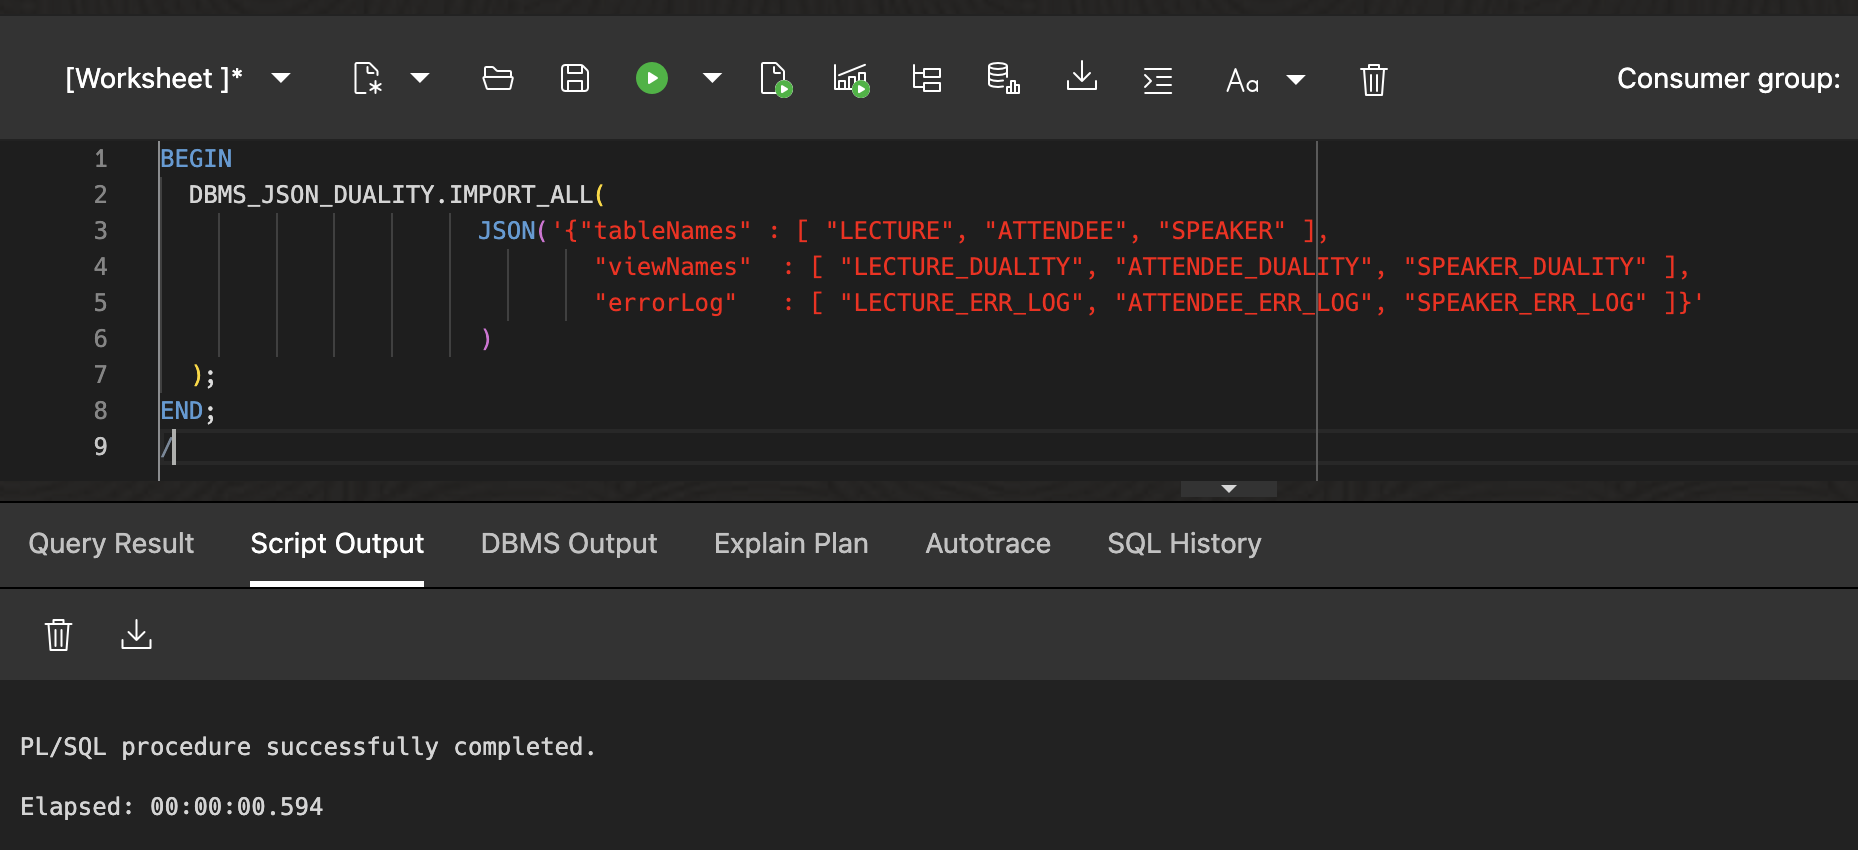 [Worksheet ]*
Aa
Consumer group:
1 BEGIN
2   DBMS_JSON_DUALITY.IMPORT_ALL(
3                       JSON('{"tableNames" : [ "LECTURE", "ATTENDEE", "SPEAKER" ],
4                               "viewNames"  : [ "LECTURE_DUALITY", "ATTENDEE_DUALITY", "SPEAKER_DUALITY" ],
5                               "errorLog"   : [ "LECTURE_ERR_LOG", "ATTENDEE_ERR_LOG", "SPEAKER_ERR_LOG" ]}'
6                       )
7   );
8 END;
9 /
Query Result Script Output DBMS Output Explain Plan Autotrace SQL History
PL/SQL procedure successfully completed.
Elapsed: 00:00:00.594